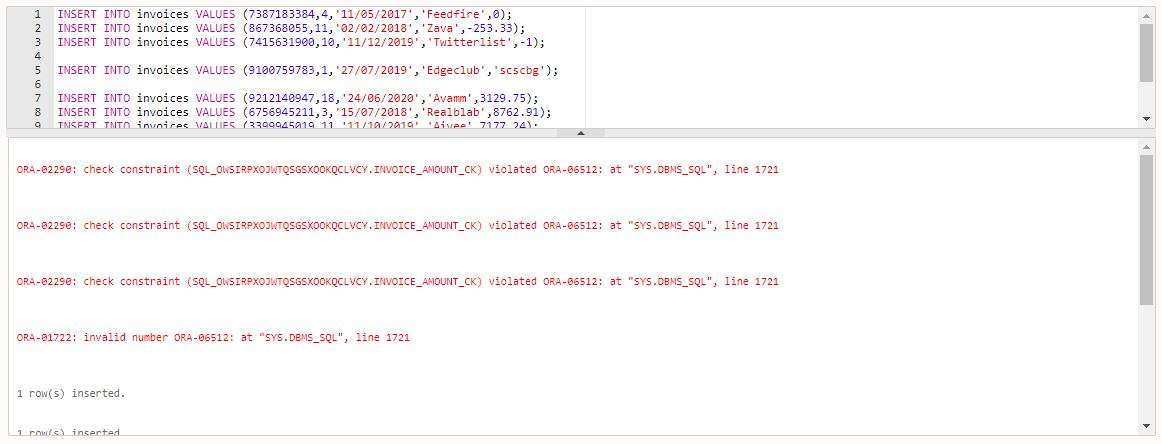 1 INSERT INTO invoices VALUES (7387183384,4,'11/05/2017','Feedfire',0);
2 INSERT INTO invoices VALUES (867368055,11,'02/02/2018','Zava',-253.33);
3 INSERT INTO invoices VALUES (7415631900,10,'11/12/2019','Twitterlist',-1);
4
5 INSERT INTO invoices VALUES (9100759783,1,'27/07/2019','Edgeclub','scscbg');
6
7 INSERT INTO invoices VALUES (9212140947,18,'24/06/2020','Avamm',3129.75);
8 INSERT INTO invoices VALUES (6756945211,3,'15/07/2018','Realblab',8762.91);
9 INSERT INTO invoices VALUES (3399945019,11,'11/10/2019','Aivee',7177.24);
ORA-02290: check constraint (SQL_OWSIRPXOJWTQSGSXOOKQCLVCY.INVOICE_AMOUNT_CK) violated ORA-06512: at "SYS.DBMS_SQL", line 1721
ORA-02290: check constraint (SQL_OWSIRPXOJWTQSGSXOOKQCLVCY.INVOICE_AMOUNT_CK) violated ORA-06512: at "SYS.DBMS_SQL", line 1721
ORA-02290: check constraint (SQL_OWSIRPXOJWTQSGSXOOKQCLVCY.INVOICE_AMOUNT_CK) violated ORA-06512: at "SYS.DBMS_SQL", line 1721
ORA-01722: invalid number ORA-06512: at "SYS.DBMS_SQL", line 1721
1 row(s) inserted.
1 row(s) inserted